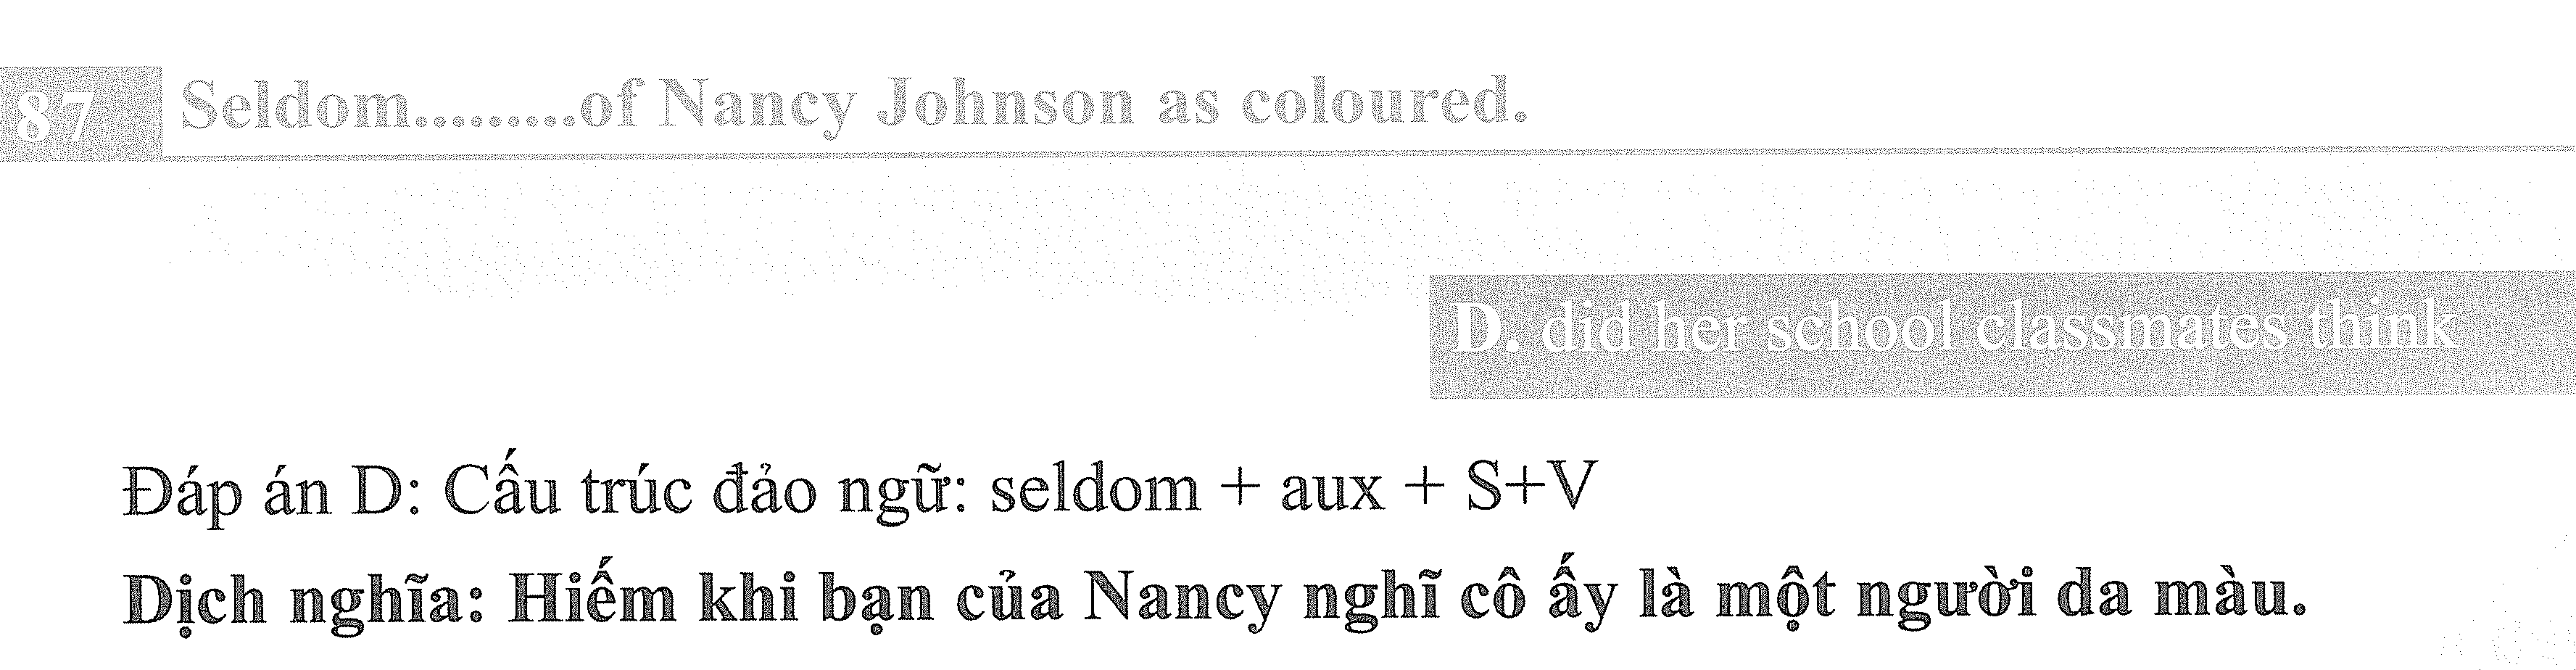 87 Seldom.........of Nancy Johnson as coloured.
D. did her school classmates think
Đáp án D: Cấu trúc đảo ngữ: seldom + aux + S+V
Dịch nghĩa: Hiếm khi bạn của Nancy nghĩ cô ấy là một người da màu.